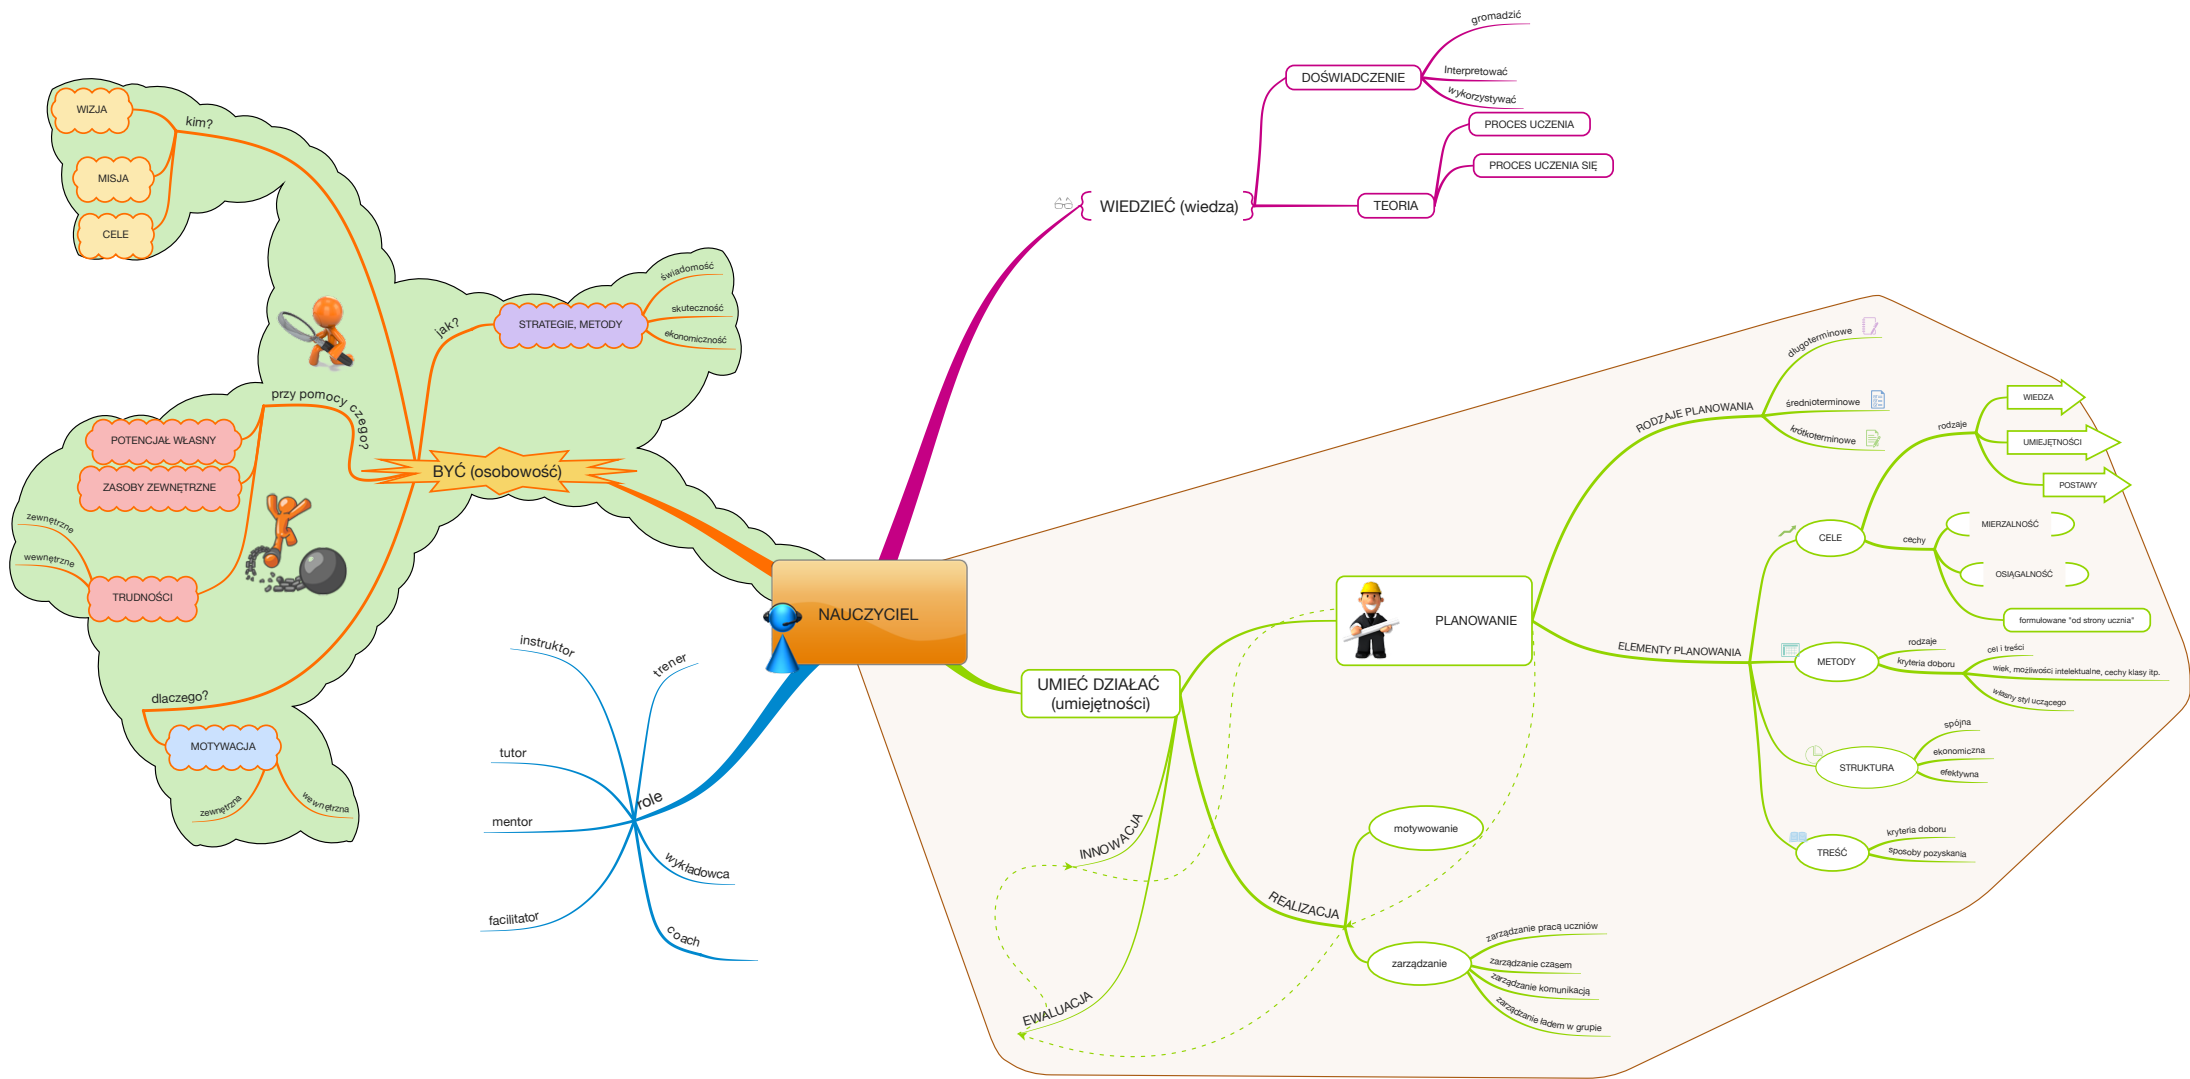 NAUCZYCIEL
BYĆ (osobowość)
kim?
WIZJA
MISJA
CELE
jak?
STRATEGIE, METODY
świadomość
skuteczność
ekonomiczność
przy pomocy czego?
POTENCJAŁ WŁASNY
ZASOBY ZEWNĘTRZNE
TRUDNOŚCI
zewnętrzne
wewnętrzne
dlaczego?
MOTYWACJA
zewnętrzna
wewnętrzna
WIEDZIEĆ (wiedza)
DOŚWIADCZENIE
gromadzić
Interpretować
wykorzystywać
TEORIA
PROCES UCZENIA
PROCES UCZENIA SIĘ
role
instruktor
trener
tutor
mentor
wykładowca
facilitator
coach
UMIEĆ DZIAŁAĆ
(umiejętności)
PLANOWANIE
RODZAJE PLANOWANIA
długoterminowe
średnioterminowe
krótkoterminowe
ELEMENTY PLANOWANIA
CELE
rodzaje
WIEDZA
UMIEJĘTNOŚCI
POSTAWY
cechy
MIERZALNOŚĆ
OSIĄGALNOŚĆ
formułowane "od strony ucznia"
METODY
rodzaje
kryteria doboru
cel i treści
wiek, możliwości intelektualne, cechy klasy itp.
własny styl uczącego
STRUKTURA
spójna
ekonomiczna
efektywna
TREŚĆ
kryteria doboru
sposoby pozyskania
INNOWACJA
REALIZACJA
motywowanie
zarządzanie
zarządzanie pracą uczniów
zarządzanie czasem
zarządzanie komunikacją
zarządzanie ładem w grupie
EWALUACJA